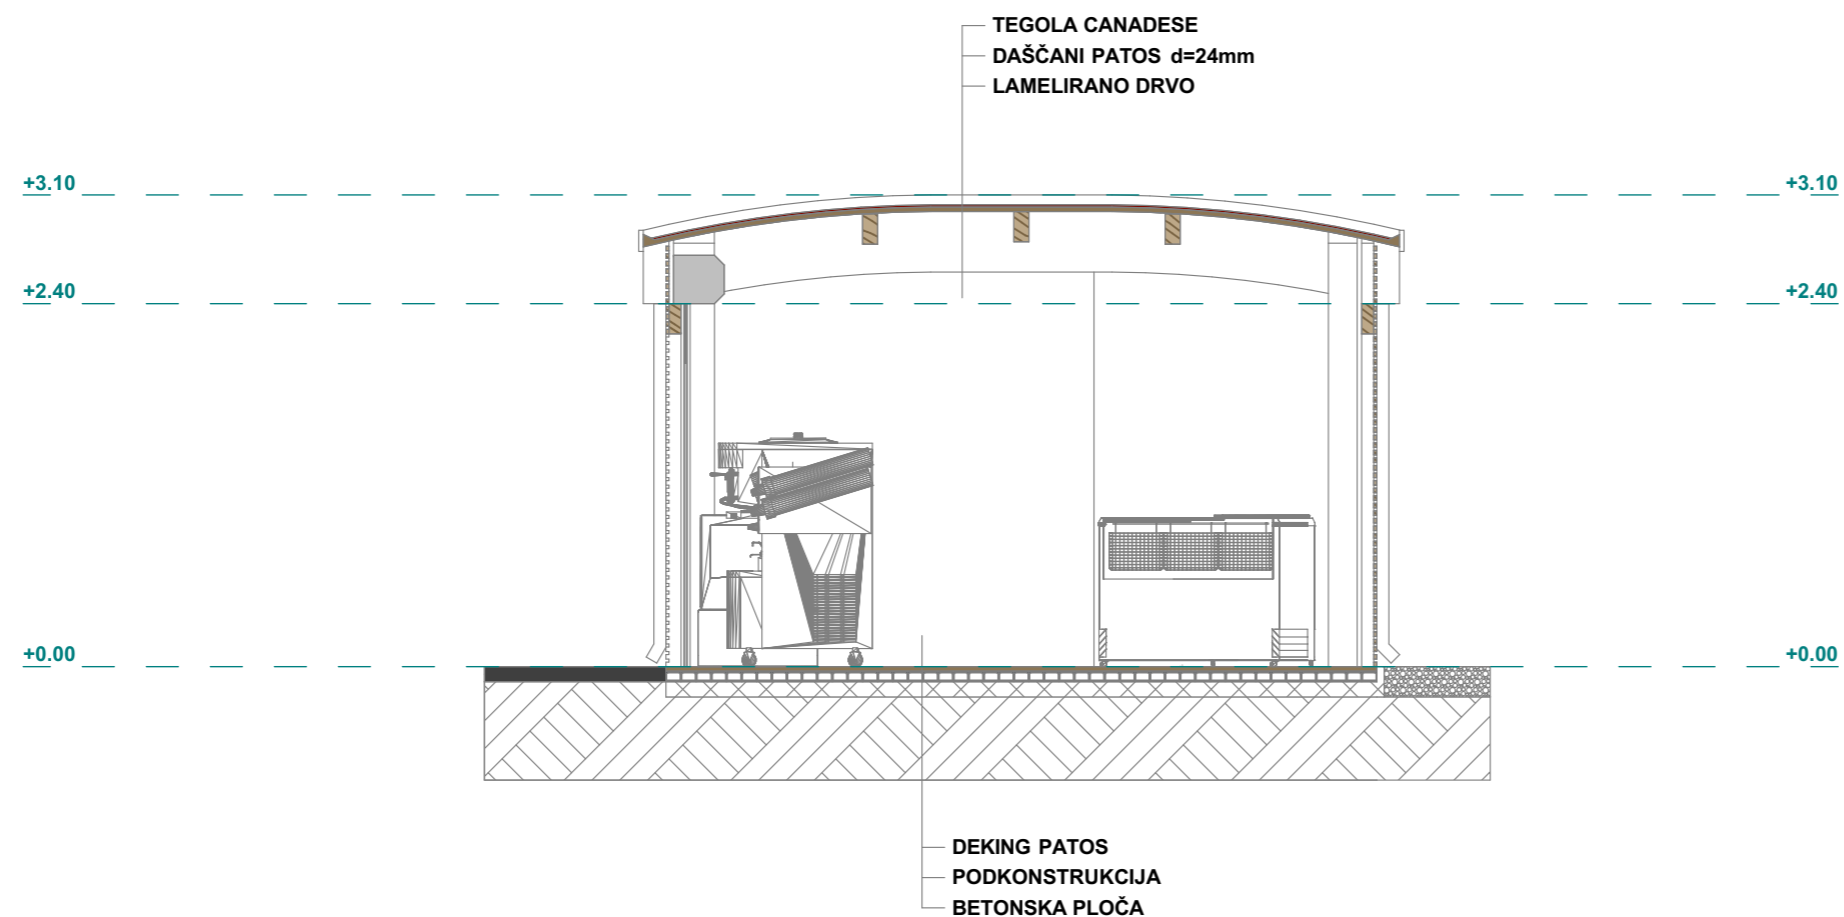 TEGOLA CANADESE
DAŠČANI PATOS d=24mm
LAMELIRANO DRVO
+3.10
+3.10
+2.40
+2.40
+0.00
+0.00
DEKING PATOS
PODKONSTRUKCIJA
BETONSKA PLOČA